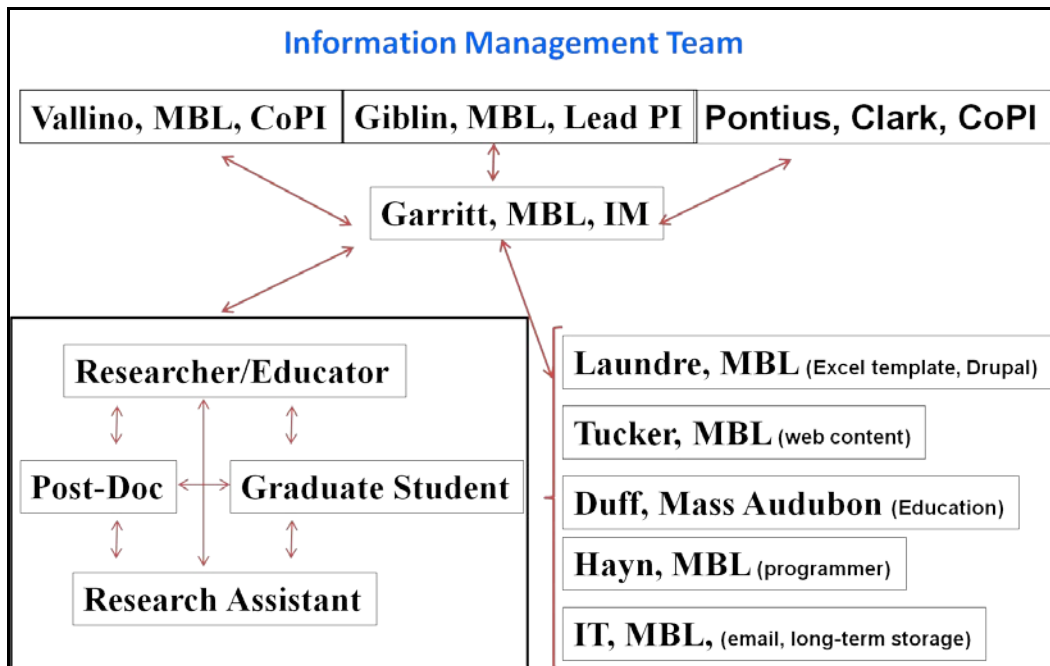 Information Management Team
Vallino, MBL, CoPI
Giblin, MBL, Lead PI
Pontius, Clark, CoPI
Garritt, MBL, IM
Researcher/Educator
Post-Doc
Graduate Student
Research Assistant
Laundre, MBL (Excel template, Drupal)
Tucker, MBL (web content)
Duff, Mass Audubon (Education)
Hayn, MBL (programmer)
IT, MBL, (email, long-term storage)